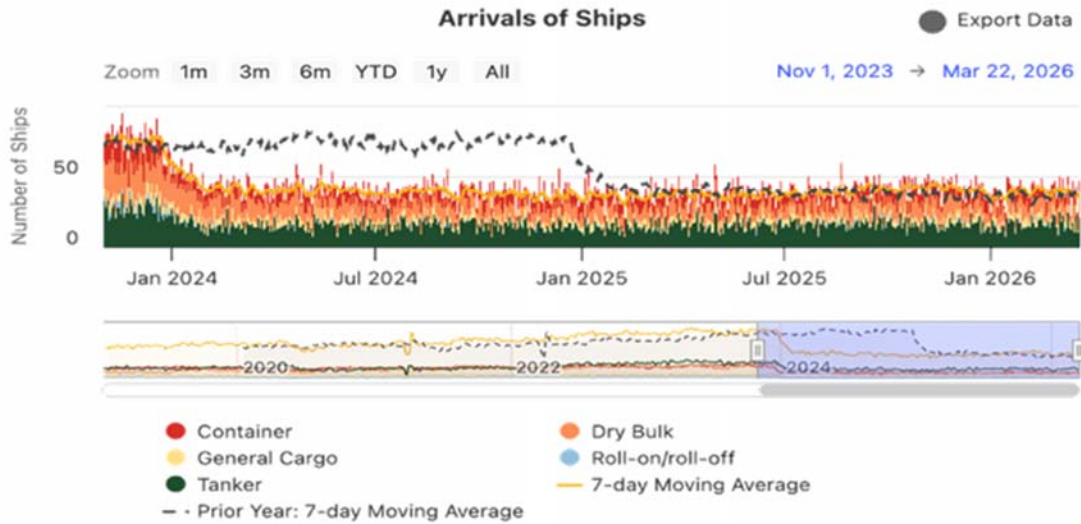 Arrivals of Ships
Export Data
Zoom 1m 3m 6m YTD 1y All
Nov 1, 2023 → Mar 22, 2026
Number of Ships
50
0
Jan 2024 Jul 2024 Jan 2025 Jul 2025 Jan 2026
2020 2022 2024
Container
Dry Bulk
General Cargo
Roll-on/roll-off
Tanker
7-day Moving Average
Prior Year: 7-day Moving Average